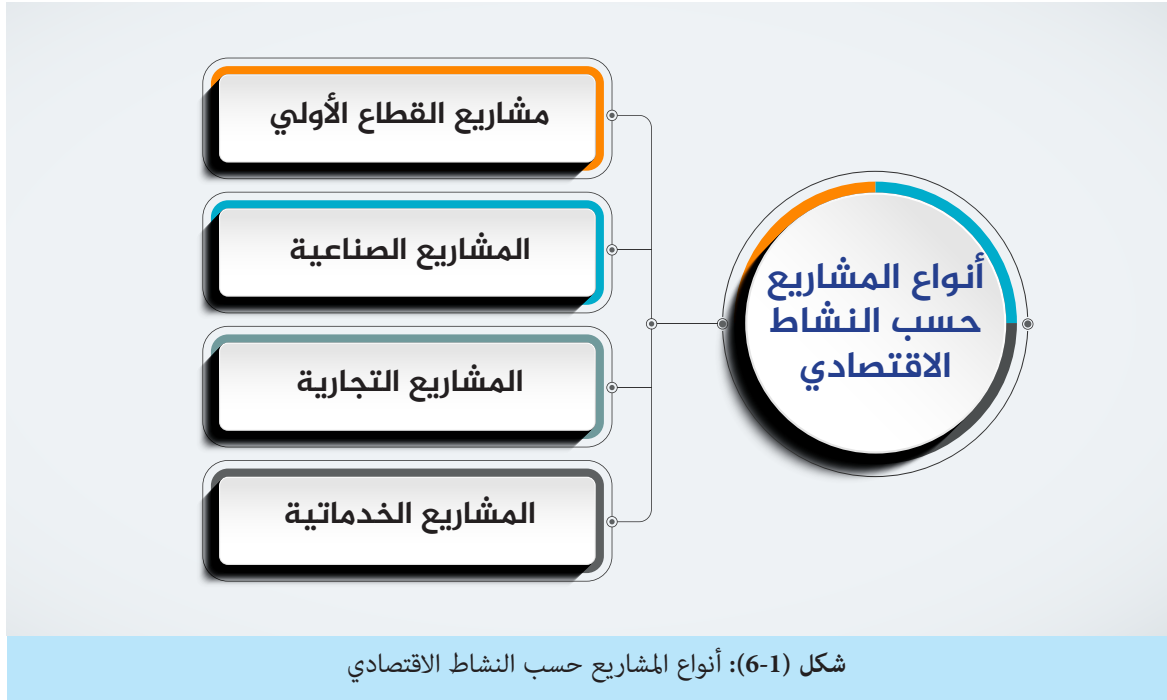 أنواع المشاريع
حسب النشاط
الاقتصادي
مشاريع القطاع الأولي
المشاريع الصناعية
المشاريع التجارية
المشاريع الخدماتية
شكل (1-6): أنواع المشاريع حسب النشاط الاقتصادي